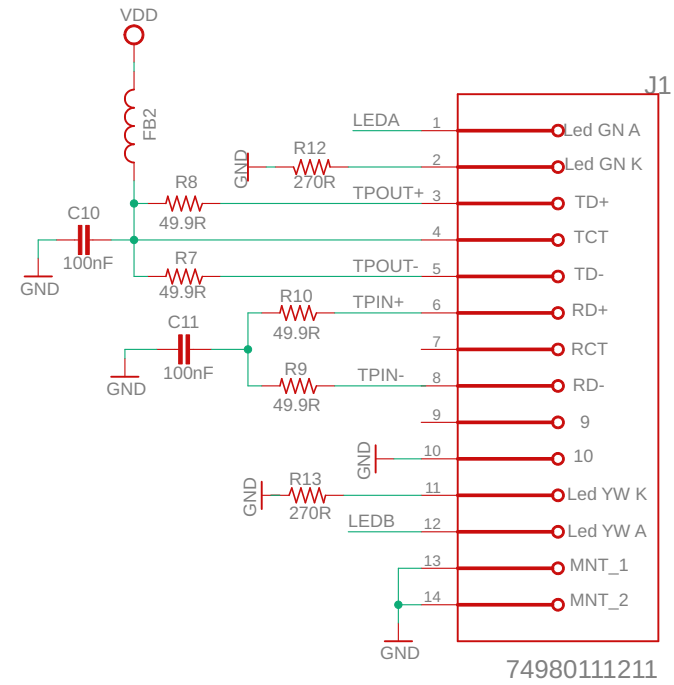 VDD
FB2
J1
LEDA
1
Led GN A
GND
R12
270R
2
Led GN K
R8
49.9R
TPOUT+
3
TD+
C10
100nF
GND
4
TCT
R7
49.9R
TPOUT-
5
TD-
R10
49.9R
TPIN+
6
RD+
C11
100nF
GND
7
RCT
R9
49.9R
TPIN-
8
RD-
9
9
GND
10
10
GND
R13
270R
11
Led YW K
LEDB
12
Led YW A
13
MNT_1
14
MNT_2
GND
74980111211